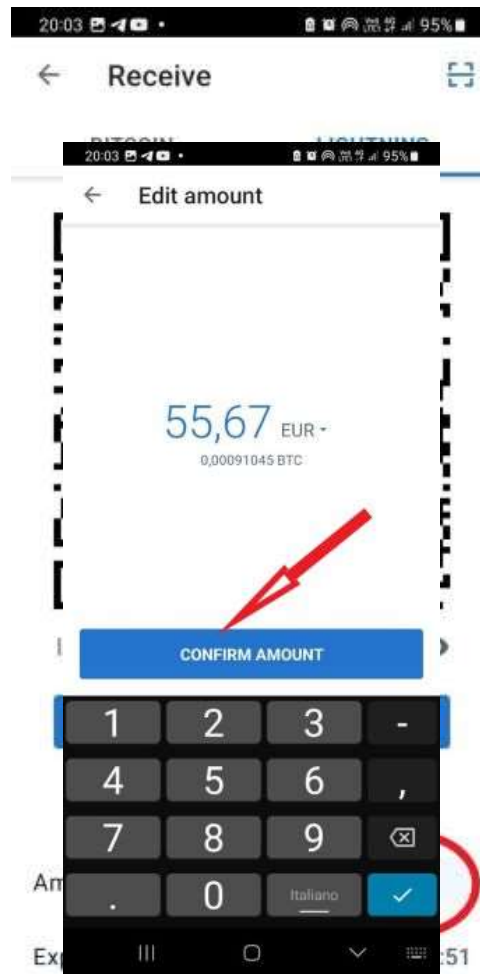 20:03 95%
Receive
20:03 95%
Edit amount
55,67 EUR
0,00091045 BTC
CONFIRM AMOUNT
1 2 3 -
4 5 6 ,
7 8 9
. 0 Italiano
Am
Exp :51